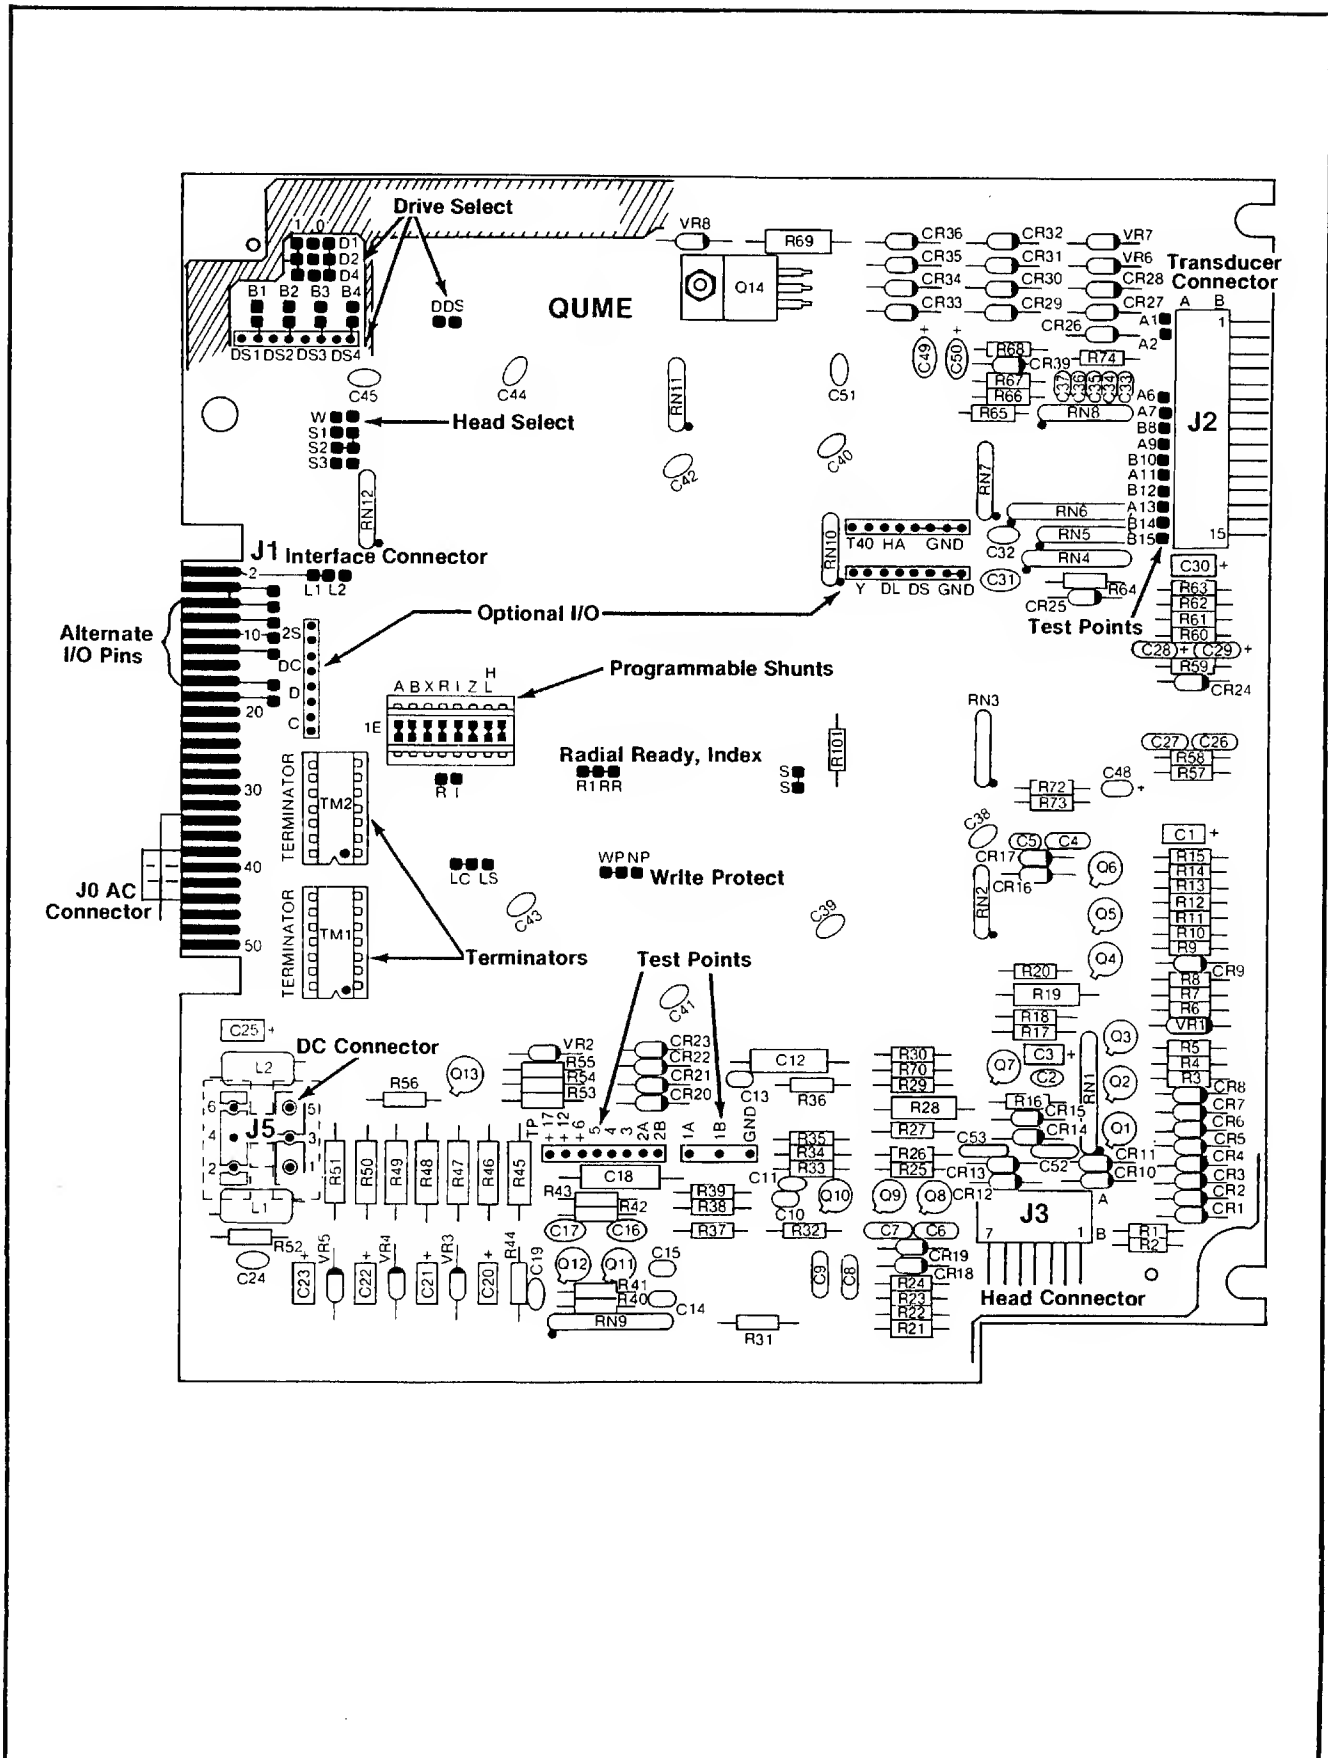 Drive Select
1 0
D1
D2
D4
B1 B2 B3 B4
DS1 DS2 DS3 DS4
DDS
QUME
VR8
R69
Q14
CR36
CR35
CR34
CR33
CR32
CR31
CR30
CR29
VR7
VR6
CR28
CR27
CR26
Transducer
Connector
A B
1
A1
A2
A6
A7
B8
A9
B10
A11
B12
A13
B14
B15
J2
15
C45
C44
RN11
C51
C49 +
C50 +
R68
CR39
R67
R66
R65
R74
C37 C36 C35 C34 C33
RN8
W
S1
S2
S3
Head Select
RN12
C42
C40
RN7
RN6
RN5
RN4
RN10
T40 HA GND
Y DL DS GND
C32
C31
R64
CR25
Test Points
J1 Interface Connector
2
L1 L2
Optional I/O
Alternate
I/O Pins
10
2S
DC
D
C
20
30
40
50
J0 AC
Connector
H
A B X R I Z L
1E
Programmable Shunts
R I
Radial Ready, Index
R1 RR
S
S
R101
RN3
C30 +
R63
R62
R61
R60
C28 + C29 +
R59
CR24
C27 C26
R58
R57
R72
R73
C48 +
TERMINATOR
TM2
TERMINATOR
TM1
Terminators
LC LS
C43
WP NP
Write Protect
C39
C38
C5 C4
CR17
CR16
RN2
Q6
Q5
Q4
C1 +
R15
R14
R13
R12
R11
R10
R9
CR9
R8
R7
R6
VR1
R5
R4
R3
CR8
CR7
CR6
CR5
CR4
CR3
CR2
CR1
Test Points
C41
R20
R19
R18
R17
Q7
C3 +
C2
R16
CR15
CR14
RN1
Q3
Q2
Q1
CR11
CR10
C25 +
L2
DC Connector
6
4
2
J5
5
3
1
L1
R52
C24
R56
Q13
VR2
R55
R54
R53
CR23
CR22
CR21
CR20
C12
C13
R36
R30
R70
R29
R28
R27
R26
R25
C53
C52
CR13
CR12
R51 R50 R49 R48 R47 R46 R45
TP
+17 +12 +6 5 4 3 2A 2B
1A 1B GND
C18
R43
R42
C17 C16
R39
R38
R37
R35
R34
R33
C11
C10
R32
Q10 Q9 Q8
C7 C6
CR19
CR18
R24
R23
R22
R21
C9 C8
A
B
J3
7 1
Head Connector
R1
R2
C23 + VR5 C22 + VR4 C21 + VR3 C20 + R44 C19
Q12 Q11
C15
R41
R40
C14
RN9
R31